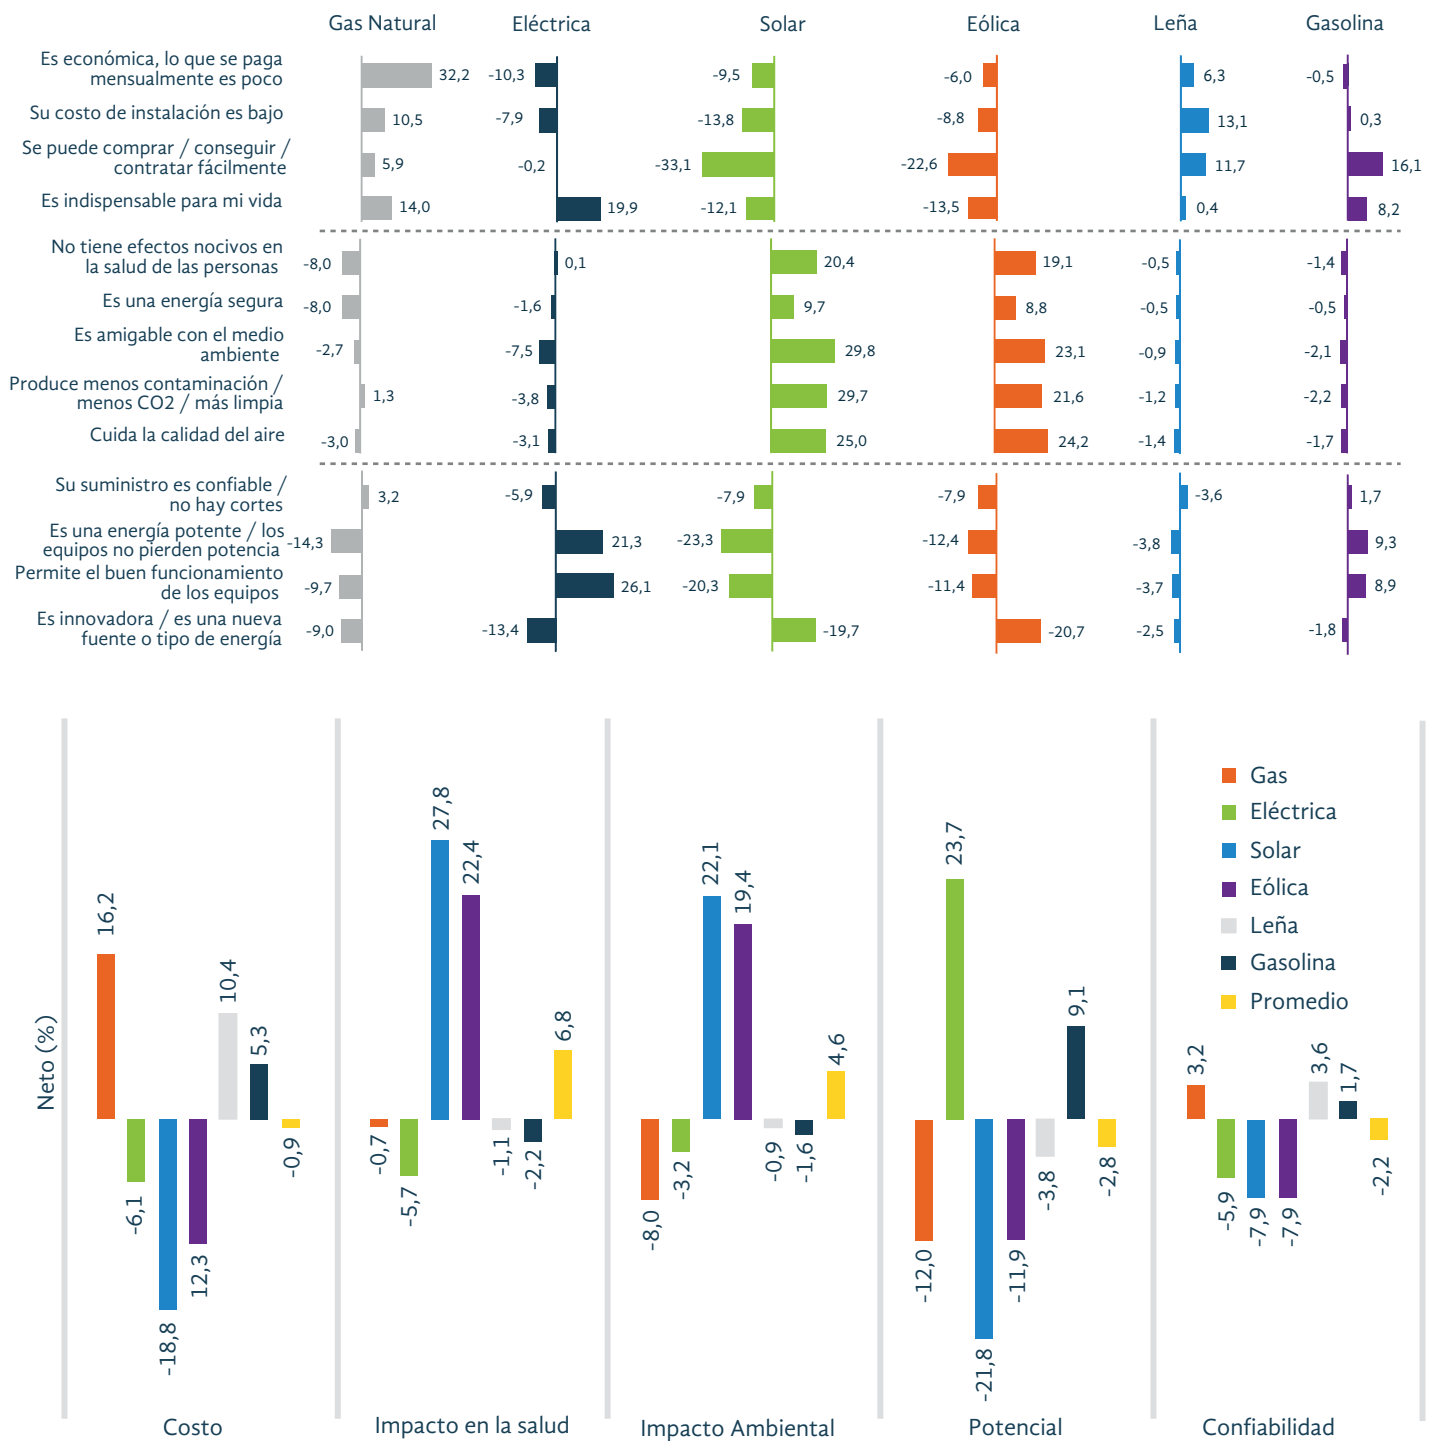 Gas Natural Eléctrica Solar Eólica Leña Gasolina
Es económica, lo que se paga
mensualmente es poco
32,2 -10,3 -9,5 -6,0 6,3 -0,5
Su costo de instalación es bajo
10,5 -7,9 -13,8 -8,8 13,1 0,3
Se puede comprar / conseguir /
contratar fácilmente
5,9 -0,2 -33,1 -22,6 11,7 16,1
Es indispensable para mi vida
14,0 19,9 -12,1 -13,5 0,4 8,2
No tiene efectos nocivos en
la salud de las personas
-8,0 0,1 20,4 19,1 -0,5 -1,4
Es una energía segura
-8,0 -1,6 9,7 8,8 -0,5 -0,5
Es amigable con el medio
ambiente
-2,7 -7,5 29,8 23,1 -0,9 -2,1
Produce menos contaminación /
menos CO2 / más limpia
1,3 -3,8 29,7 21,6 -1,2 -2,2
Cuida la calidad del aire
-3,0 -3,1 25,0 24,2 -1,4 -1,7
Su suministro es confiable /
no hay cortes
3,2 -5,9 -7,9 -7,9 -3,6 1,7
Es una energía potente / los
equipos no pierden potencia
-14,3 21,3 -23,3 -12,4 -3,8 9,3
Permite el buen funcionamiento
de los equipos
-9,7 26,1 -20,3 -11,4 -3,7 8,9
Es innovadora / es una nueva
fuente o tipo de energía
-9,0 -13,4 -19,7 -20,7 -2,5 -1,8
Neto (%)
16,2 -6,1 -18,8 12,3 10,4 5,3 -0,9
-0,7 -5,7 27,8 22,4 -1,1 -2,2 6,8
-8,0 -3,2 22,1 19,4 -0,9 -1,6 4,6
-12,0 23,7 -21,8 -11,9 -3,8 9,1 -2,8
3,2 -5,9 -7,9 -7,9 3,6 1,7 -2,2
Gas
Eléctrica
Solar
Eólica
Leña
Gasolina
Promedio
Costo Impacto en la salud Impacto Ambiental Potencial Confiabilidad